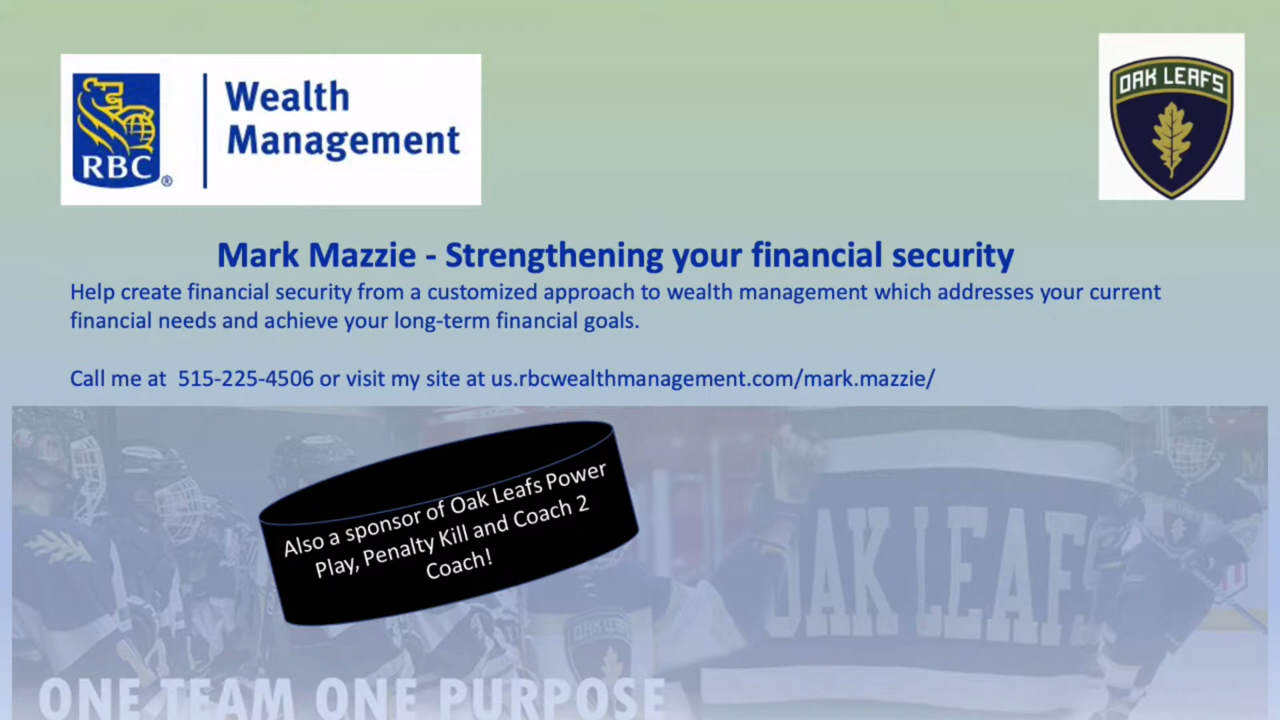 Wealth
Management
RBC
®
OAK LEAFS
Mark Mazzie - Strengthening your financial security
Help create financial security from a customized approach to wealth management which addresses your current
financial needs and achieve your long-term financial goals.
Call me at  515-225-4506 or visit my site at us.rbcwealthmanagement.com/mark.mazzie/
Also a sponsor of Oak Leafs Power
Play, Penalty Kill and Coach 2
Coach!
OAK LEAFS
OAK LEAFS
ONE TEAM ONE PURPOSE